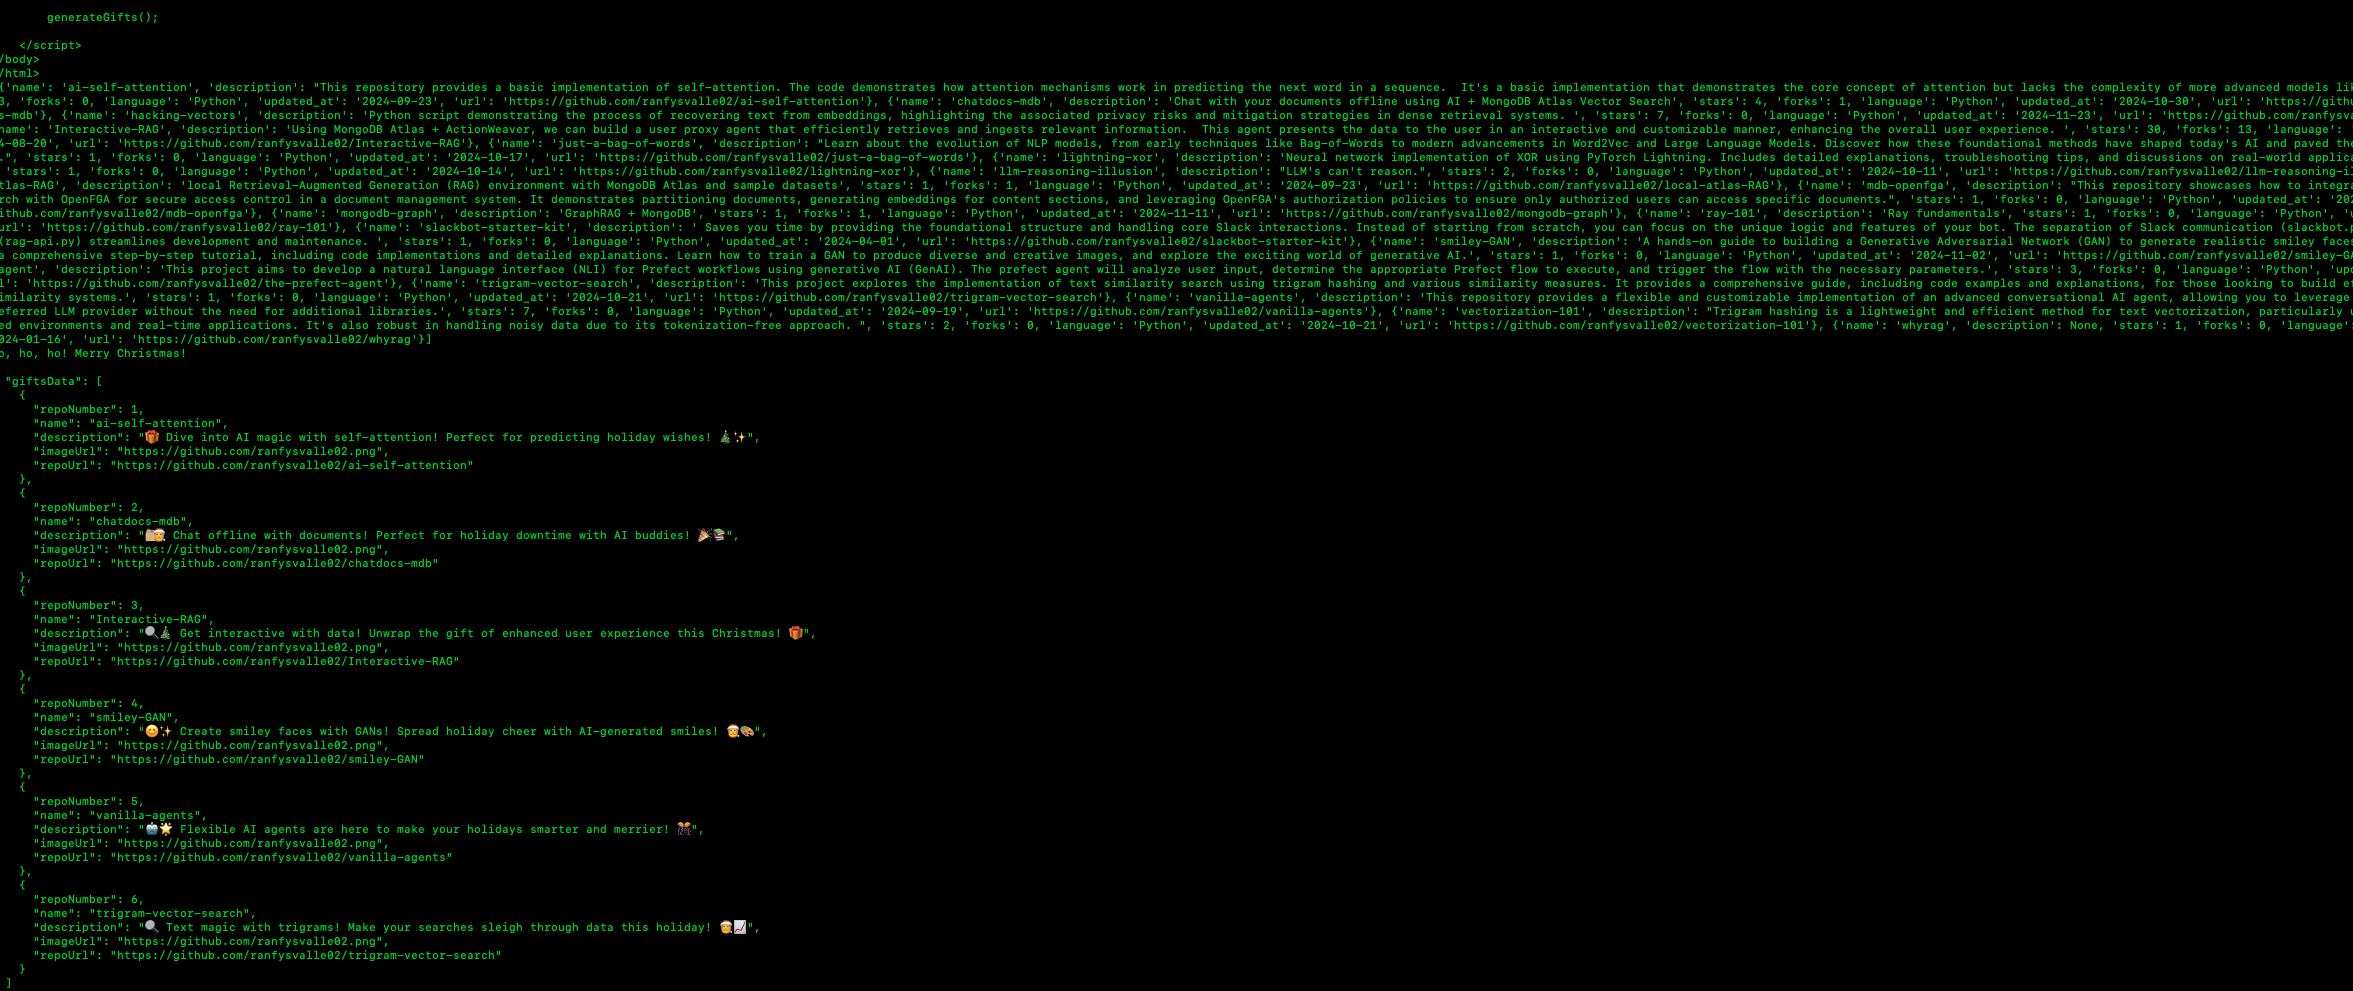 generateGifts();
</script>
/body>
/html>
{'name': 'ai-self-attention', 'description': "This repository provides a basic implementation of self-attention. The code demonstrates how attention mechanisms work in predicting the next word in a sequence.  It's a basic implementation that demonstrates the core concept of attention but lacks the complexity of more advanced models
3, 'forks': 0, 'language': 'Python', 'updated_at': '2024-09-23', 'url': 'https://github.com/ranfysvalle02/ai-self-attention'}, {'name': 'chatdocs-mdb', 'description': 'Chat with your documents offline using AI + MongoDB Atlas Vector Search', 'stars': 4, 'forks': 1, 'language': 'Python', 'updated_at': '2024-10-30', 'url':
s-mdb'}, {'name': 'hacking-vectors', 'description': 'Python script demonstrating the process of recovering text from embeddings, highlighting the associated privacy risks and mitigation strategies in dense retrieval systems. ', 'stars': 7, 'forks': 0, 'language': 'Python', 'updated_at': '2024-11-23', 'url':
name': 'Interactive-RAG', 'description': 'Using MongoDB Atlas + ActionWeaver, we can build a user proxy agent that efficiently retrieves and ingests relevant information.  This agent presents the data to the user in an interactive and customizable manner, enhancing the overall user experience. ', 'stars': 30, 'forks': 13, 'language':
4-08-20', 'url': 'https://github.com/ranfysvalle02/Interactive-RAG'}, {'name': 'just-a-bag-of-words', 'description': "Learn about the evolution of NLP models, from early techniques like Bag-of-Words to modern advancements in Word2Vec and Large Language Models. Discover how these foundational methods have shaped today's AI and paved the
.", 'stars': 1, 'forks': 0, 'language': 'Python', 'updated_at': '2024-10-17', 'url': 'https://github.com/ranfysvalle02/just-a-bag-of-words'}, {'name': 'lightning-xor', 'description': 'Neural network implementation of XOR using PyTorch Lightning. Includes detailed explanations, troubleshooting tips, and discussions on real-world
', 'stars': 1, 'forks': 0, 'language': 'Python', 'updated_at': '2024-10-14', 'url': 'https://github.com/ranfysvalle02/lightning-xor'}, {'name': 'llm-reasoning-illusion', 'description': "LLM's can't reason.", 'stars': 2, 'forks': 0, 'language': 'Python', 'updated_at': '2024-10-11', 'url':
tlas-RAG', 'description': 'local Retrieval-Augmented Generation (RAG) environment with MongoDB Atlas and sample datasets', 'stars': 1, 'forks': 1, 'language': 'Python', 'updated_at': '2024-09-23', 'url': 'https://github.com/ranfysvalle02/local-atlas-RAG'}, {'name': 'mdb-openfga', 'description': "This repository showcases how to
rch with OpenFGA for secure access control in a document management system. It demonstrates partitioning documents, generating embeddings for content sections, and leveraging OpenFGA's authorization policies to ensure only authorized users can access specific documents.", 'stars': 1, 'forks': 0, 'language': 'Python', 'updated_at':
github.com/ranfysvalle02/mdb-openfga'}, {'name': 'mongodb-graph', 'description': 'GraphRAG + MongoDB', 'stars': 1, 'forks': 1, 'language': 'Python', 'updated_at': '2024-11-11', 'url': 'https://github.com/ranfysvalle02/mongodb-graph'}, {'name': 'ray-101', 'description': 'Ray fundamentals', 'stars': 1, 'forks': 0, 'language': 'Python',
url': 'https://github.com/ranfysvalle02/ray-101'}, {'name': 'slackbot-starter-kit', 'description': ' Saves you time by providing the foundational structure and handling core Slack interactions. Instead of starting from scratch, you can focus on the unique logic and features of your bot. The separation of Slack communication
(rag-api.py) streamlines development and maintenance. ', 'stars': 1, 'forks': 0, 'language': 'Python', 'updated_at': '2024-04-01', 'url': 'https://github.com/ranfysvalle02/slackbot-starter-kit'}, {'name': 'smiley-GAN', 'description': 'A hands-on guide to building a Generative Adversarial Network (GAN) to generate realistic smiley faces
a comprehensive step-by-step tutorial, including code implementations and detailed explanations. Learn how to train a GAN to produce diverse and creative images, and explore the exciting world of generative AI.', 'stars': 1, 'forks': 0, 'language': 'Python', 'updated_at': '2024-11-02', 'url':
agent', 'description': 'This project aims to develop a natural language interface (NLI) for Prefect workflows using generative AI (GenAI). The prefect agent will analyze user input, determine the appropriate Prefect flow to execute, and trigger the flow with the necessary parameters.', 'stars': 3, 'forks': 0, 'language': 'Python',
l': 'https://github.com/ranfysvalle02/the-prefect-agent'}, {'name': 'trigram-vector-search', 'description': 'This project explores the implementation of text similarity search using trigram hashing and various similarity measures. It provides a comprehensive guide, including code examples and explanations, for those looking to build
imilarity systems.', 'stars': 1, 'forks': 0, 'language': 'Python', 'updated_at': '2024-10-21', 'url': 'https://github.com/ranfysvalle02/trigram-vector-search'}, {'name': 'vanilla-agents', 'description': 'This repository provides a flexible and customizable implementation of an advanced conversational AI agent, allowing you to leverage
eferred LLM provider without the need for additional libraries.', 'stars': 7, 'forks': 0, 'language': 'Python', 'updated_at': '2024-09-19', 'url': 'https://github.com/ranfysvalle02/vanilla-agents'}, {'name': 'vectorization-101', 'description': "Trigram hashing is a lightweight and efficient method for text vectorization, particularly
ed environments and real-time applications. It's also robust in handling noisy data due to its tokenization-free approach. ", 'stars': 2, 'forks': 0, 'language': 'Python', 'updated_at': '2024-10-21', 'url': 'https://github.com/ranfysvalle02/vectorization-101'}, {'name': 'whyrag', 'description': None, 'stars': 1, 'forks': 0, 'language':
024-01-16', 'url': 'https://github.com/ranfysvalle02/whyrag'}]
o, ho, ho! Merry Christmas!
"giftsData": [
{
"repoNumber": 1,
"name": "ai-self-attention",
"description": "🎁 Dive into AI magic with self-attention! Perfect for predicting holiday wishes! 🎄✨",
"imageUrl": "https://github.com/ranfysvalle02.png",
"repoUrl": "https://github.com/ranfysvalle02/ai-self-attention"
},
{
"repoNumber": 2,
"name": "chatdocs-mdb",
"description": " Chat offline with documents! Perfect for holiday downtime with AI buddies! 🎉📚",
"imageUrl": "https://github.com/ranfysvalle02.png",
"repoUrl": "https://github.com/ranfysvalle02/chatdocs-mdb"
},
{
"repoNumber": 3,
"name": "Interactive-RAG",
"description": "🔍🎄 Get interactive with data! Unwrap the gift of enhanced user experience this Christmas! 🎁",
"imageUrl": "https://github.com/ranfysvalle02.png",
"repoUrl": "https://github.com/ranfysvalle02/Interactive-RAG"
},
{
"repoNumber": 4,
"name": "smiley-GAN",
"description": "😊✨ Create smiley faces with GANs! Spread holiday cheer with AI-generated smiles! 🤶🎨",
"imageUrl": "https://github.com/ranfysvalle02.png",
"repoUrl": "https://github.com/ranfysvalle02/smiley-GAN"
},
{
"repoNumber": 5,
"name": "vanilla-agents",
"description": "🤖🌟 Flexible AI agents are here to make your holidays smarter and merrier! 🎊",
"imageUrl": "https://github.com/ranfysvalle02.png",
"repoUrl": "https://github.com/ranfysvalle02/vanilla-agents"
},
{
"repoNumber": 6,
"name": "trigram-vector-search",
"description": "🔍 Text magic with trigrams! Make your searches sleigh through data this holiday! 🤶📈",
"imageUrl": "https://github.com/ranfysvalle02.png",
"repoUrl": "https://github.com/ranfysvalle02/trigram-vector-search"
}
]